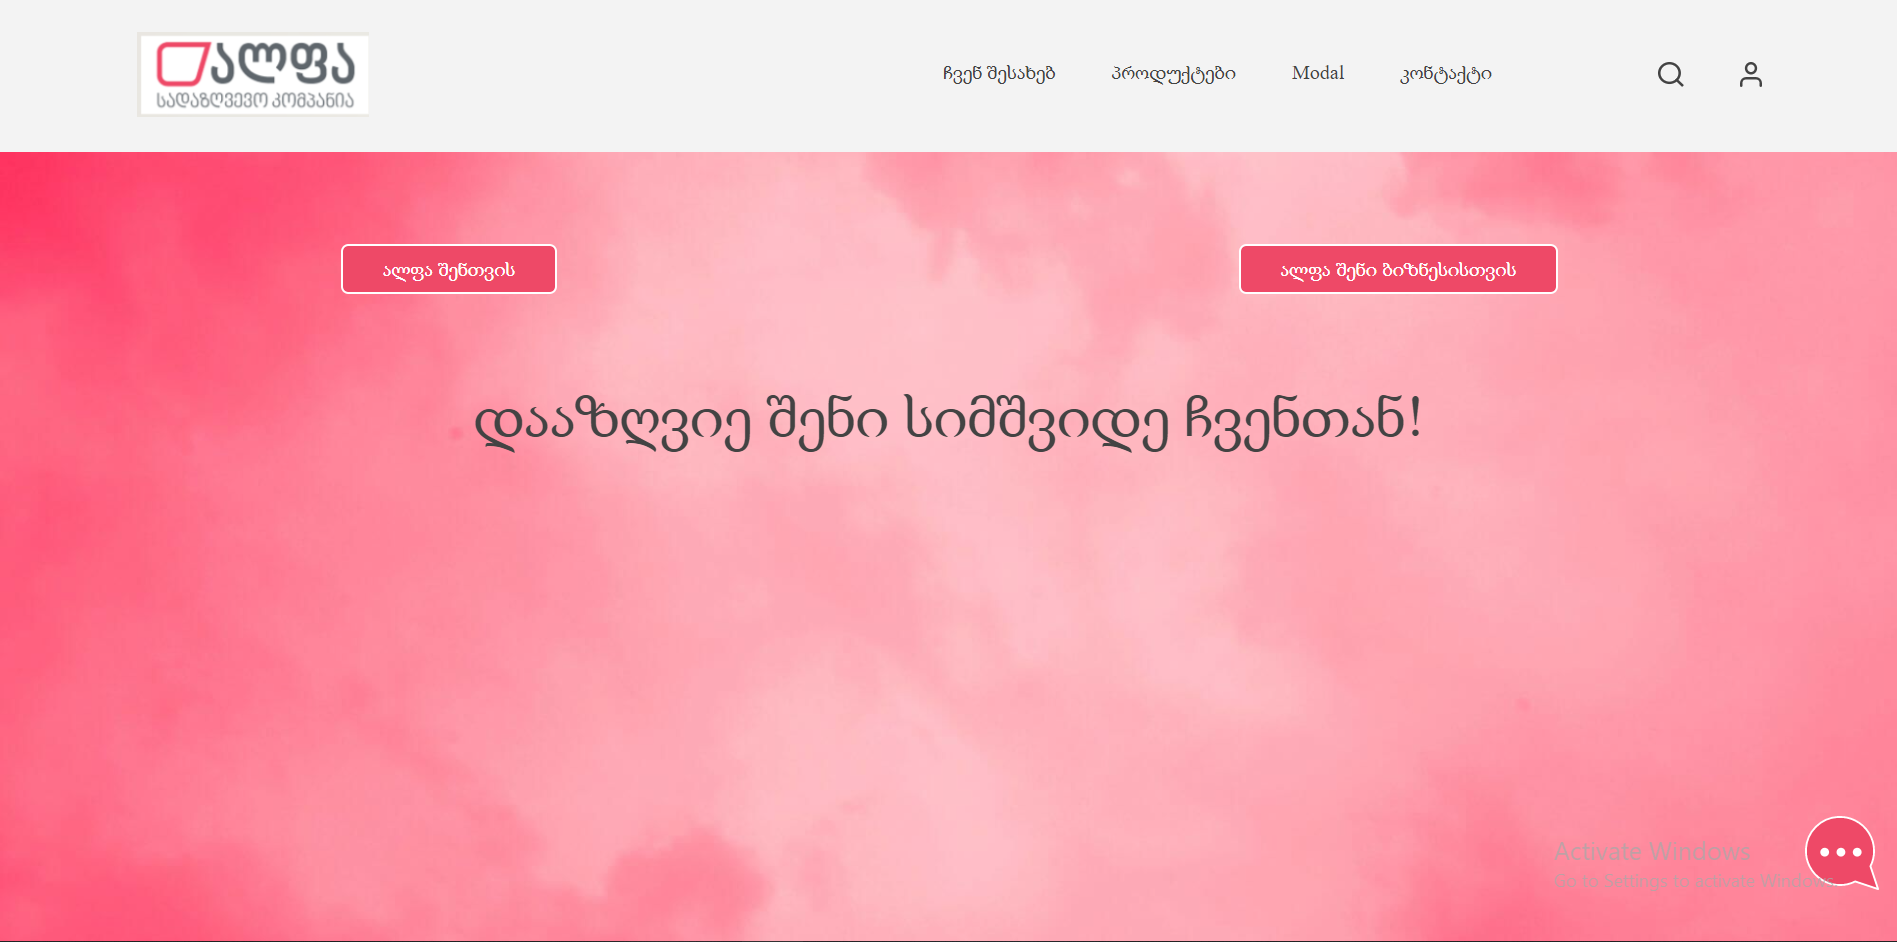 ალფა
სადაზღვევო კომპანია
ჩვენ შესახებ
პროდუქტები
Modal
კონტაქტი
ალფა შენთვის
ალფა შენი ბიზნესისთვის
დააზღვიე შენი სიმშვიდე ჩვენთან!
Activate Windows
Go to Settings to activate Windows.